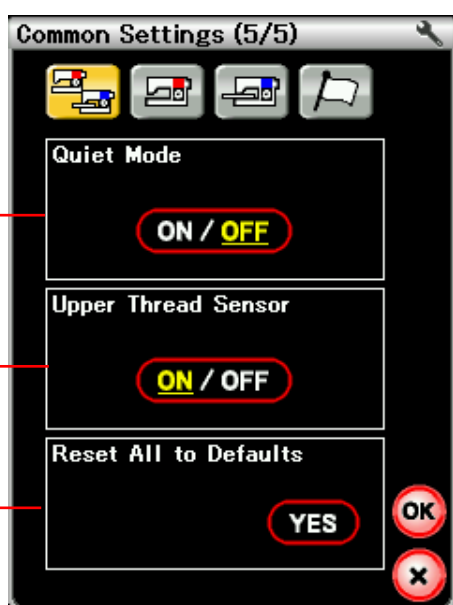 Common Settings (5/5)
Quiet Mode
ON / OFF
Upper Thread Sensor
ON / OFF
Reset All to Defaults
YES
OK
×